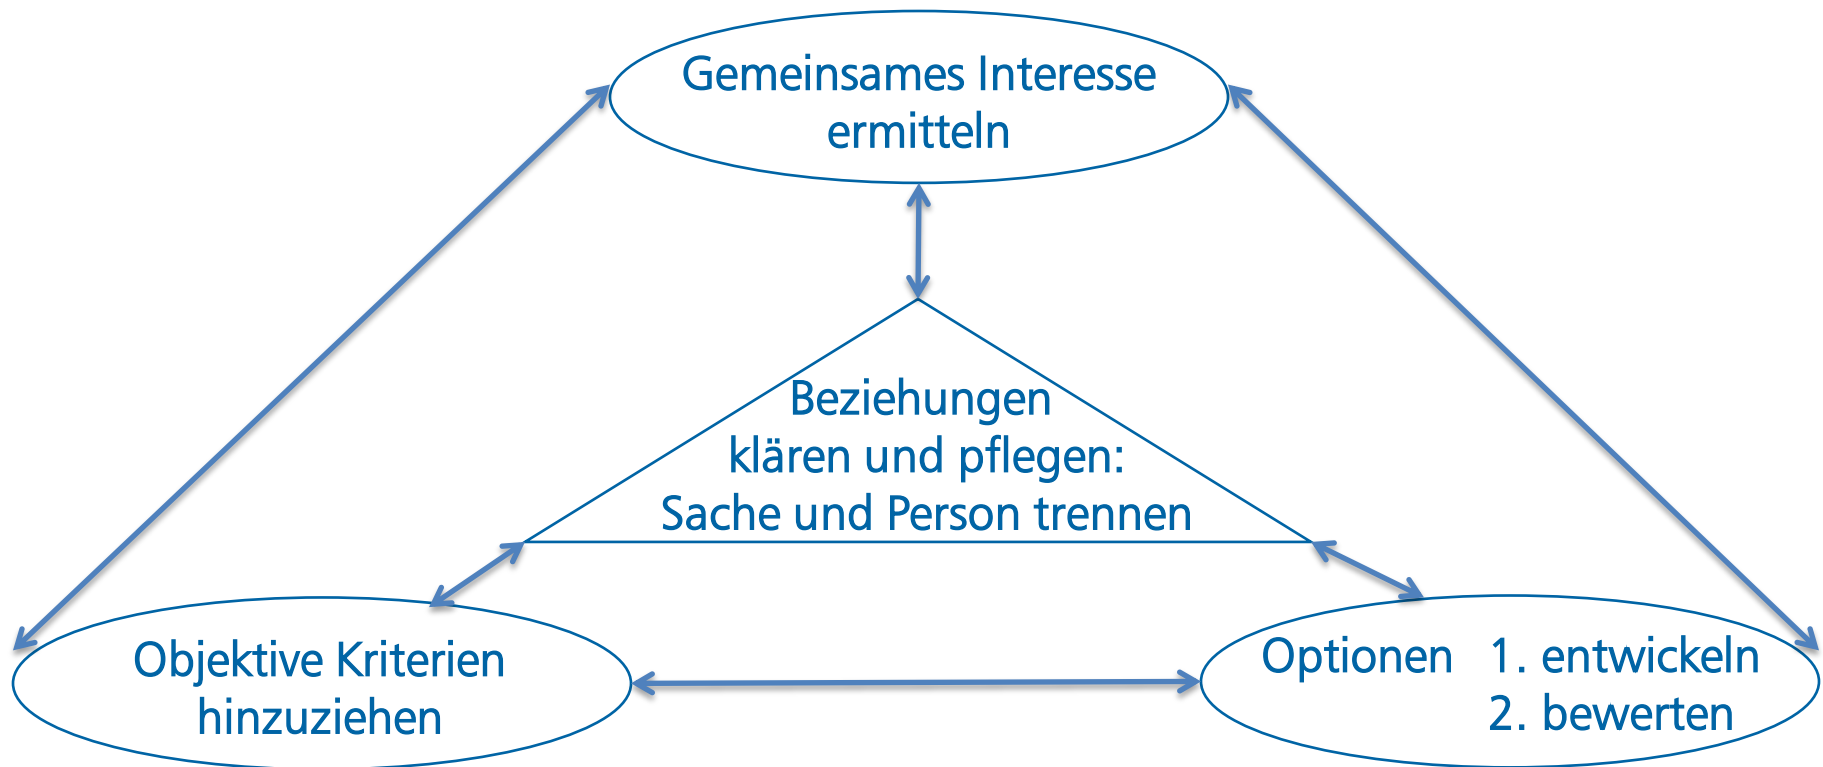 Gemeinsames Interesse
ermitteln
Beziehungen
klären und pflegen:
Sache und Person trennen
Objektive Kriterien
hinzuziehen
Optionen 1. entwickeln
2. bewerten